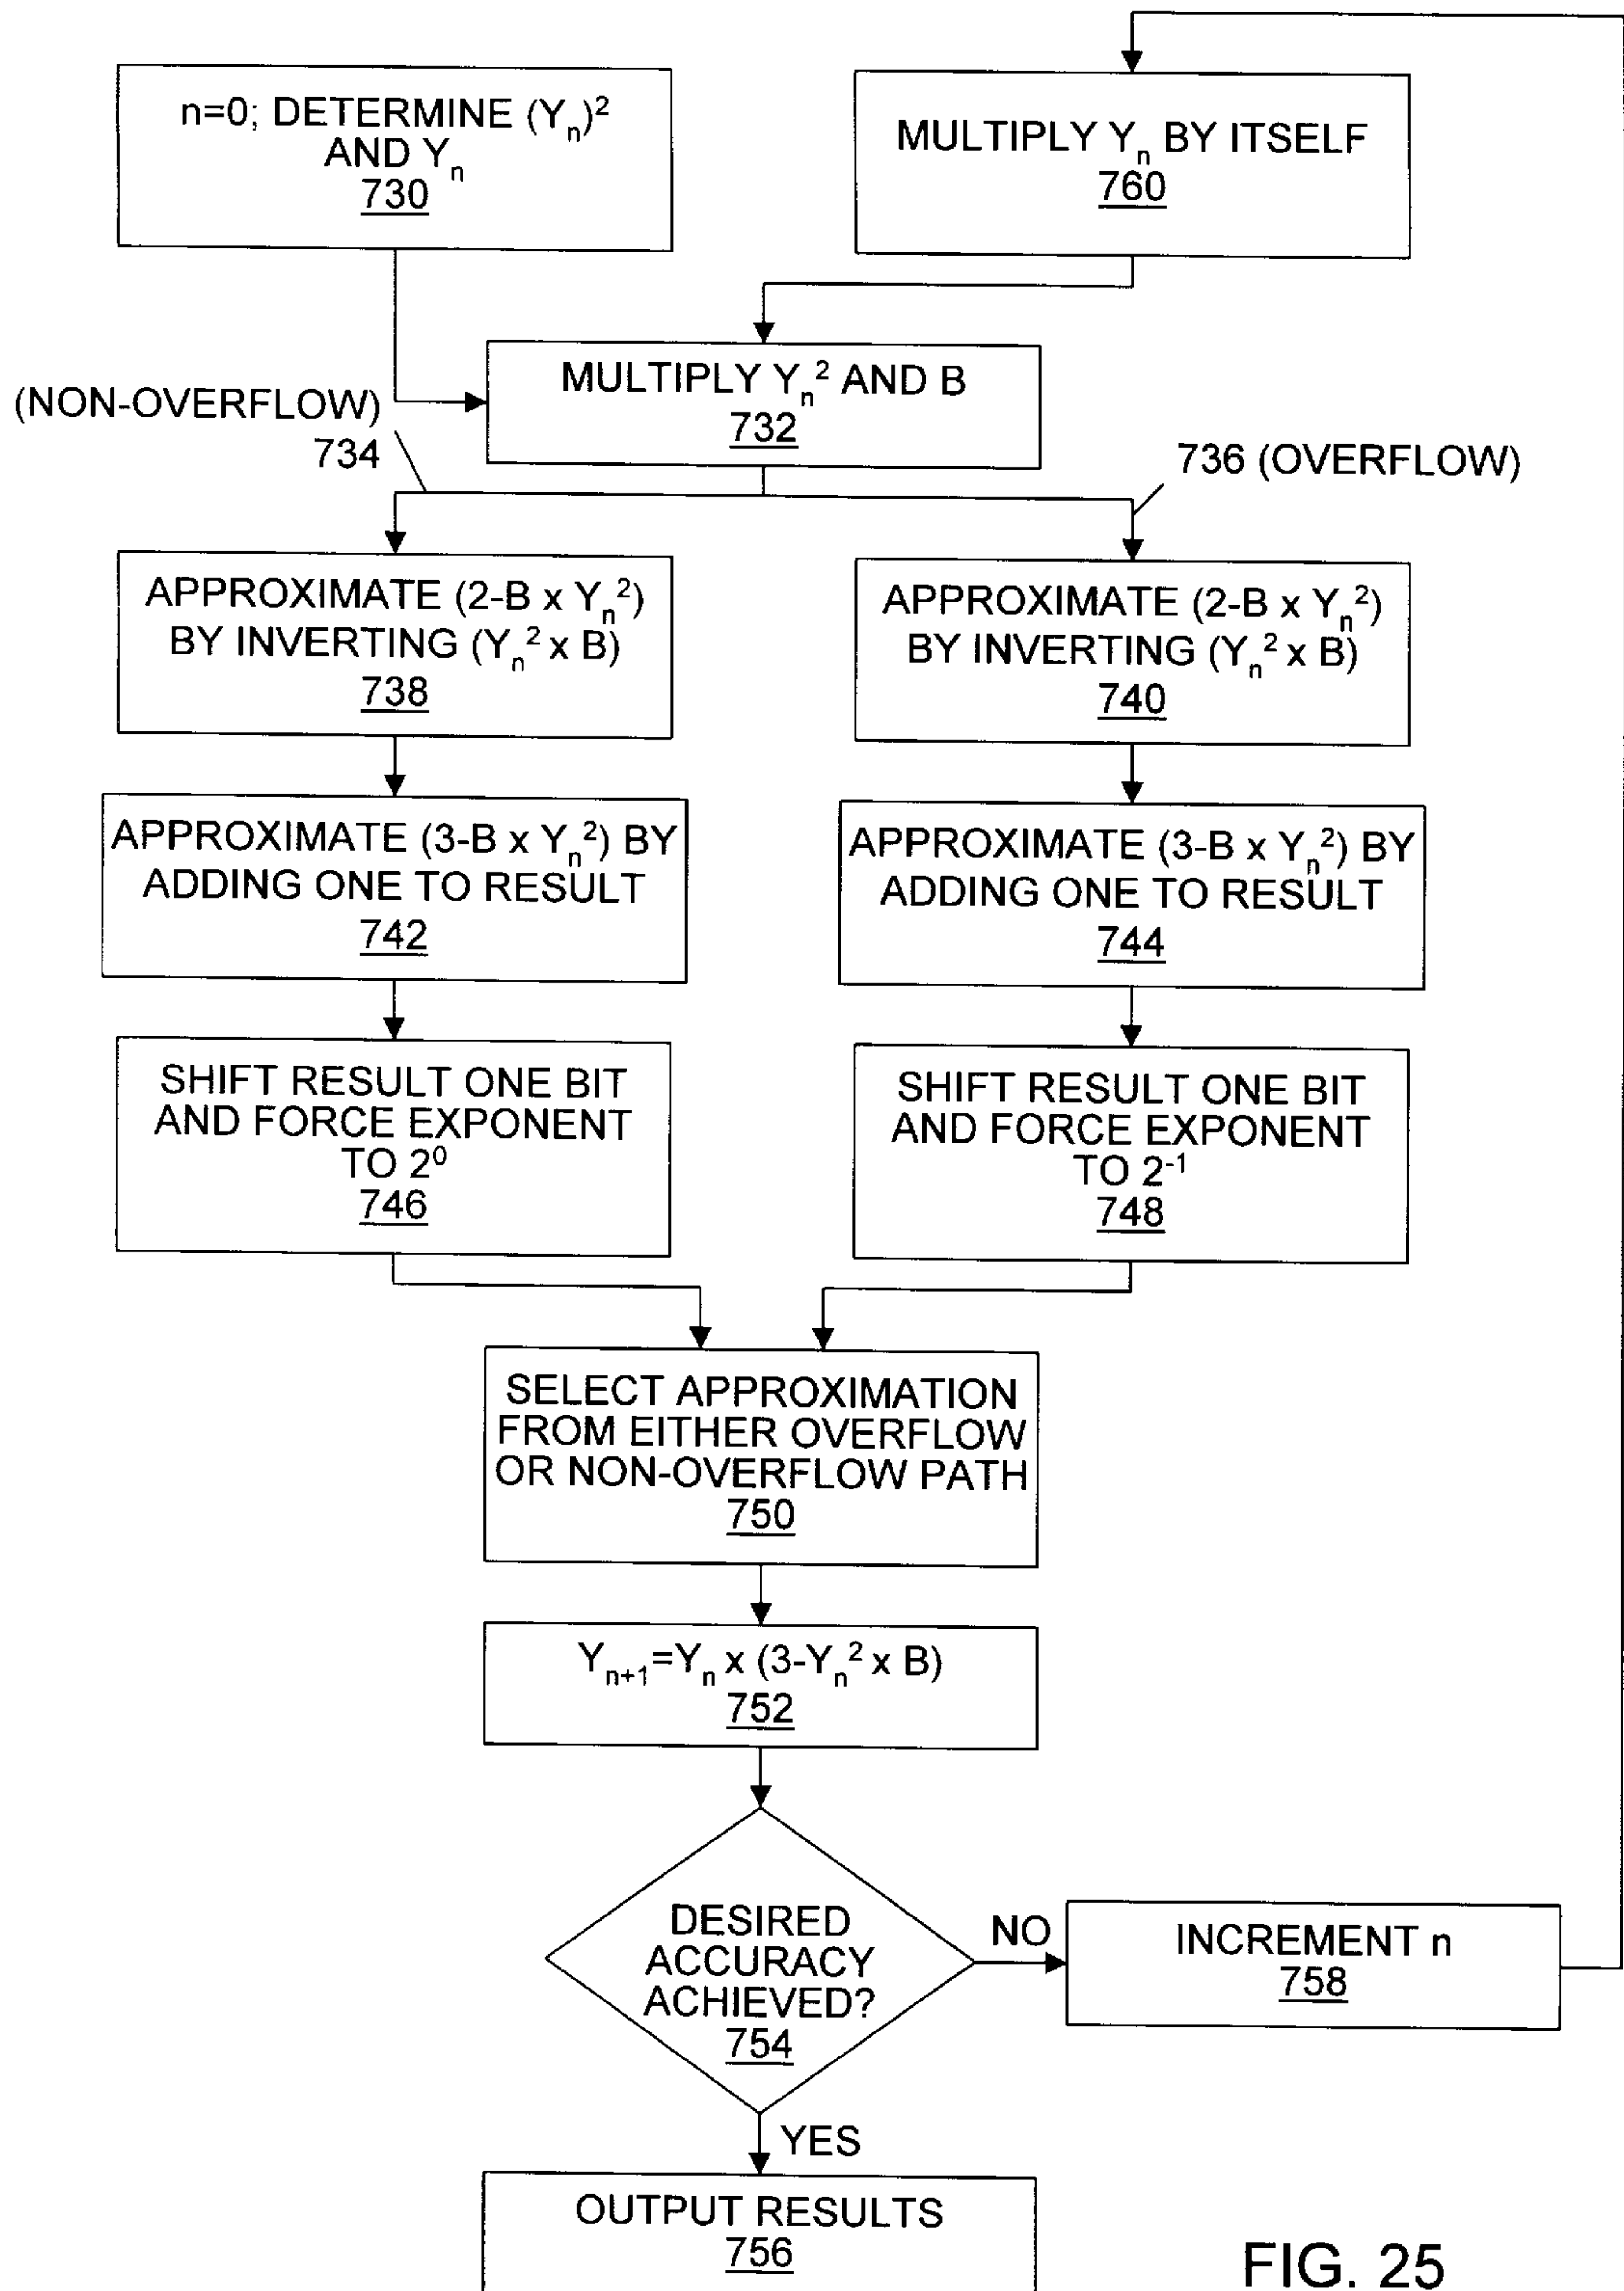 n=0; DETERMINE (Yₙ)²
AND Yₙ
730
MULTIPLY Yₙ BY ITSELF
760
MULTIPLY Yₙ² AND B
732
(NON-OVERFLOW)
734
736 (OVERFLOW)
APPROXIMATE (2-B x Yₙ²)
BY INVERTING (Yₙ² x B)
738
APPROXIMATE (2-B x Yₙ²)
BY INVERTING (Yₙ² x B)
740
APPROXIMATE (3-B x Yₙ²) BY
ADDING ONE TO RESULT
742
APPROXIMATE (3-B x Yₙ²) BY
ADDING ONE TO RESULT
744
SHIFT RESULT ONE BIT
AND FORCE EXPONENT
TO 2⁰
746
SHIFT RESULT ONE BIT
AND FORCE EXPONENT
TO 2⁻¹
748
SELECT APPROXIMATION
FROM EITHER OVERFLOW
OR NON-OVERFLOW PATH
750
Yₙ₊₁=Yₙ x (3-Yₙ² x B)
752
DESIRED
ACCURACY
ACHIEVED?
754
NO
INCREMENT n
758
YES
OUTPUT RESULTS
756
FIG. 25